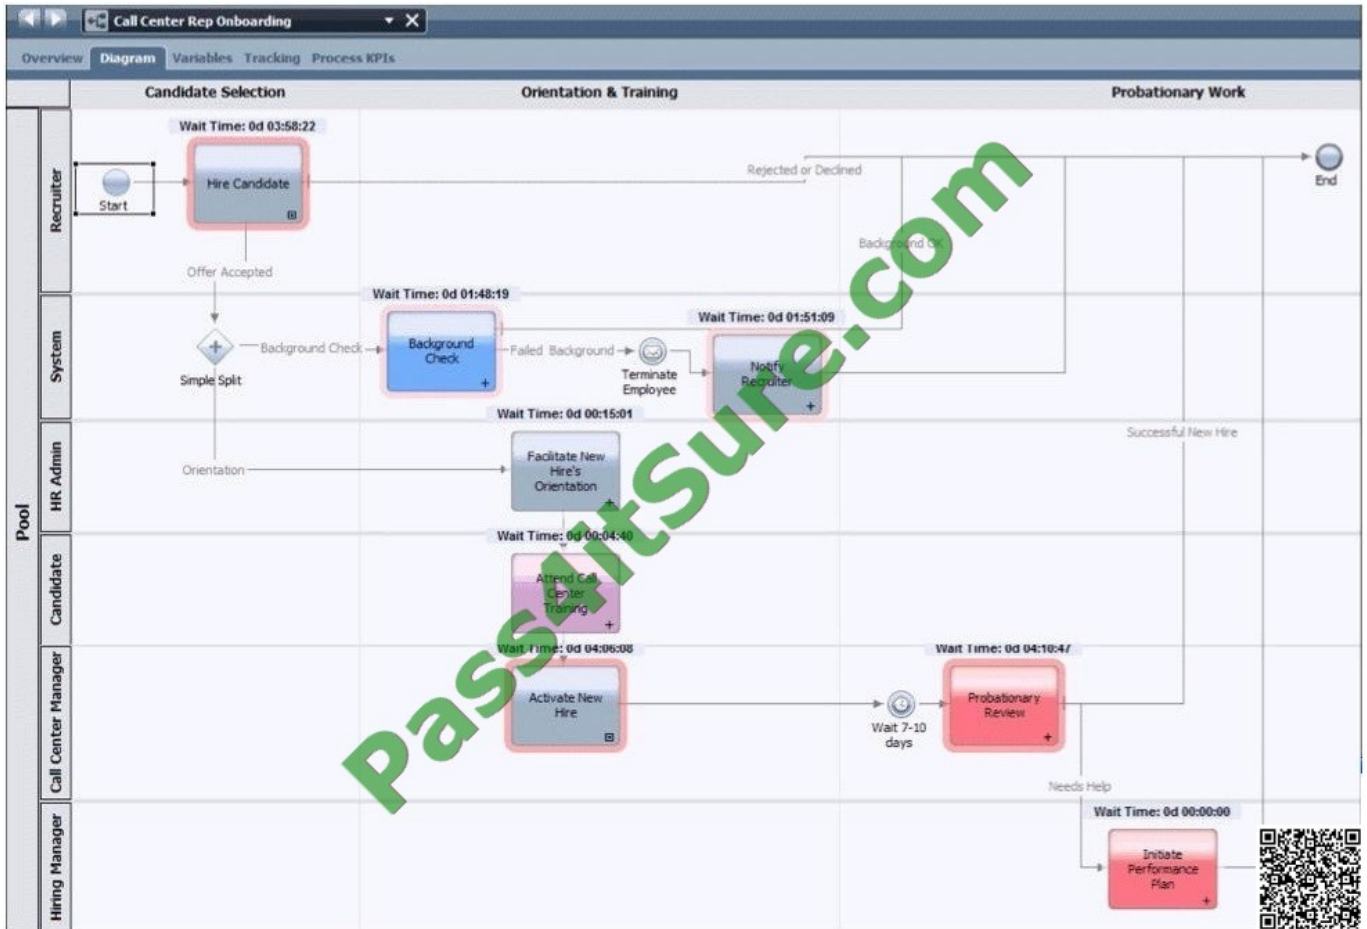 Call Center Rep Onboarding
Overview Diagram Variables Tracking Process KPIs
Candidate Selection
Orientation & Training
Probationary Work
Pool
Recruiter
Wait Time: 0d 03:58:22
Start
Hire Candidate
Rejected or Declined
End
Background OK
Offer Accepted
System
Simple Split
Background Check
Wait Time: 0d 01:48:19
Background
Check
Failed Background
Terminate
Employee
Wait Time: 0d 01:51:09
Notify
Recruiter
HR Admin
Orientation
Wait Time: 0d 00:15:01
Facilitate New
Hire's
Orientation
Successful New Hire
Candidate
Wait Time: 0d 00:04:40
Attend Call
Center
Training
Call Center Manager
Wait Time: 0d 04:06:08
Activate New
Hire
Wait 7-10
days
Wait Time: 0d 04:10:47
Probationary
Review
Needs Help
Hiring Manager
Wait Time: 0d 00:00:00
Initiate
Performance
Plan
Pass4itSure.com